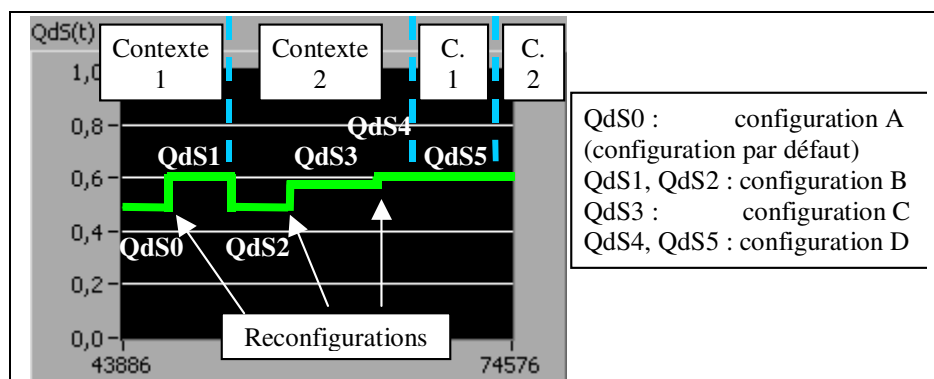 QdS(t)
Contexte
1
Contexte
2
C.
1
C.
2
1,0
0,8
0,6
0,4
0,2
0,0
QdS4
QdS1
QdS3
QdS5
QdS0
QdS2
Reconfigurations
43886
74576
QdS0 : configuration A
(configuration par défaut)
QdS1, QdS2 : configuration B
QdS3 : configuration C
QdS4, QdS5 : configuration D